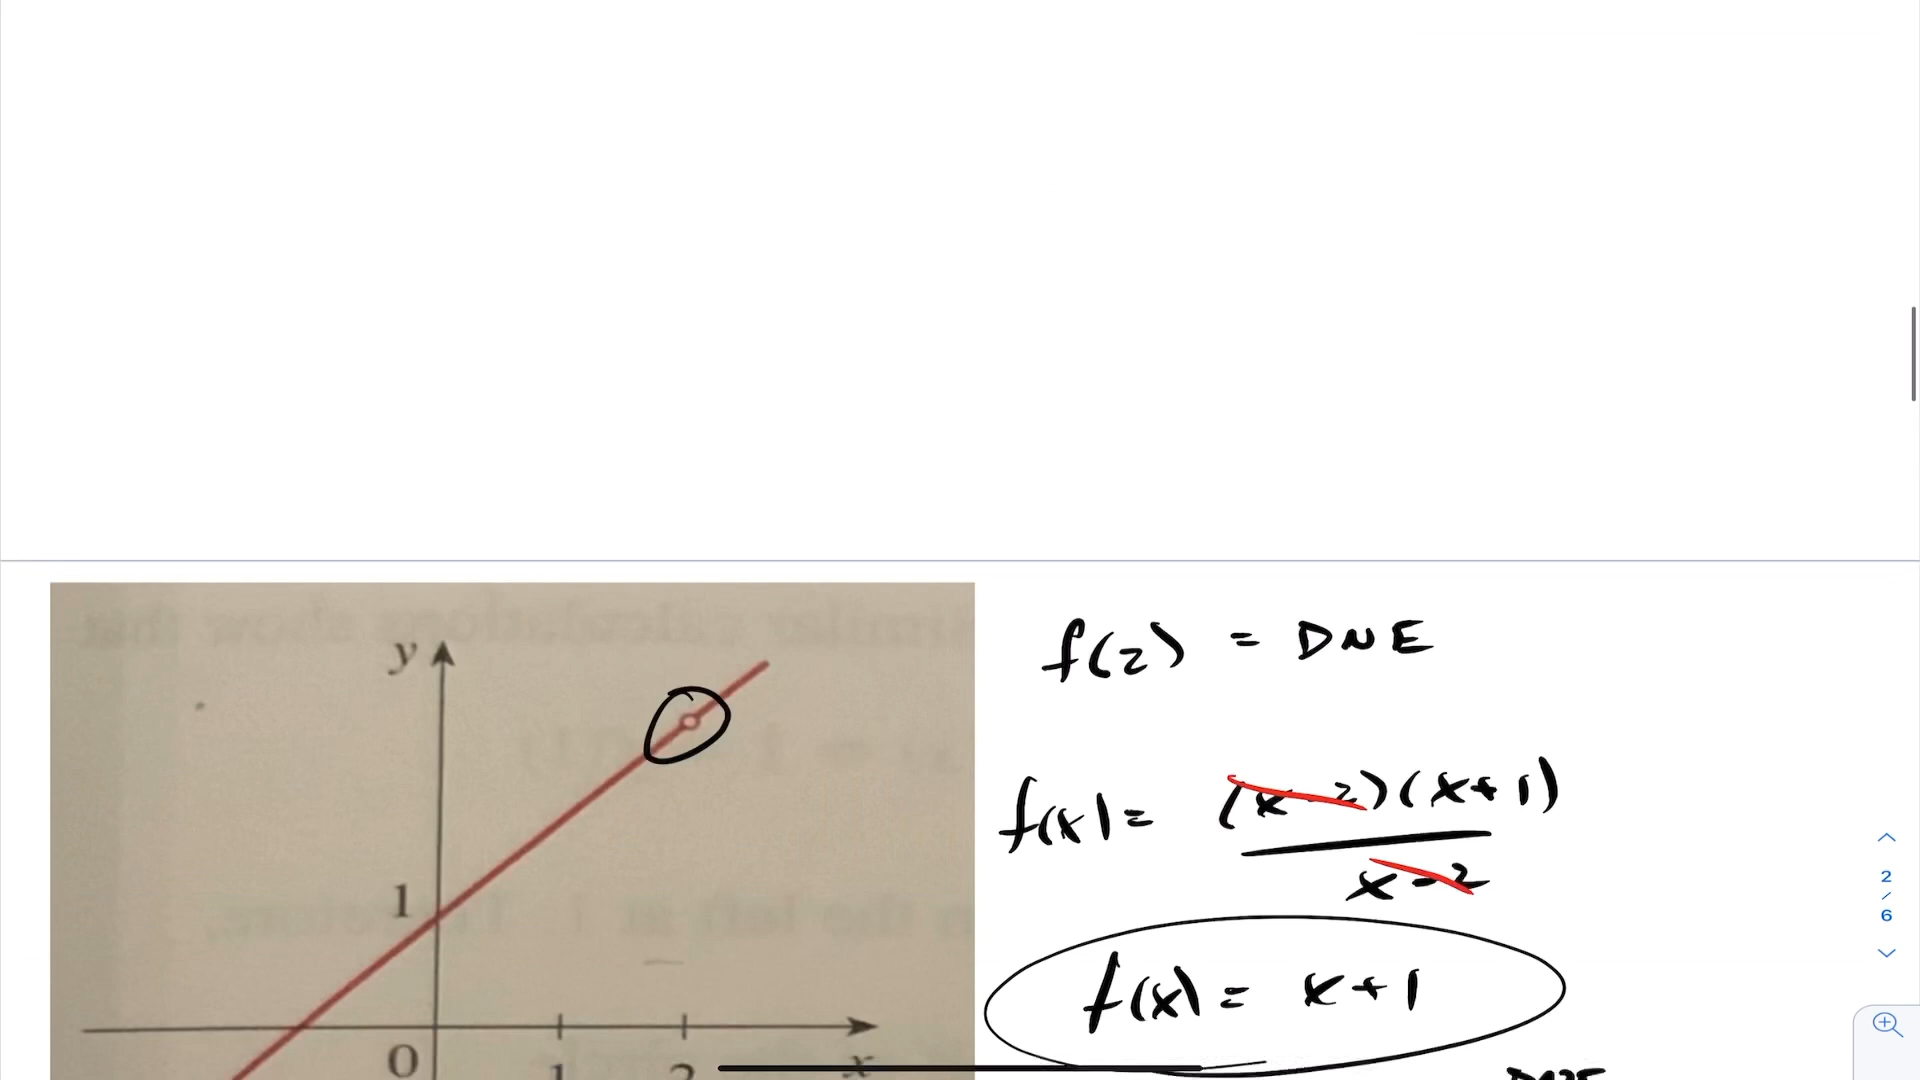 f(2) = DNE
y
f(x) = (x-2)(x+1)
x-2
1
f(x) = x+1
0 1 2 x
2
/
6